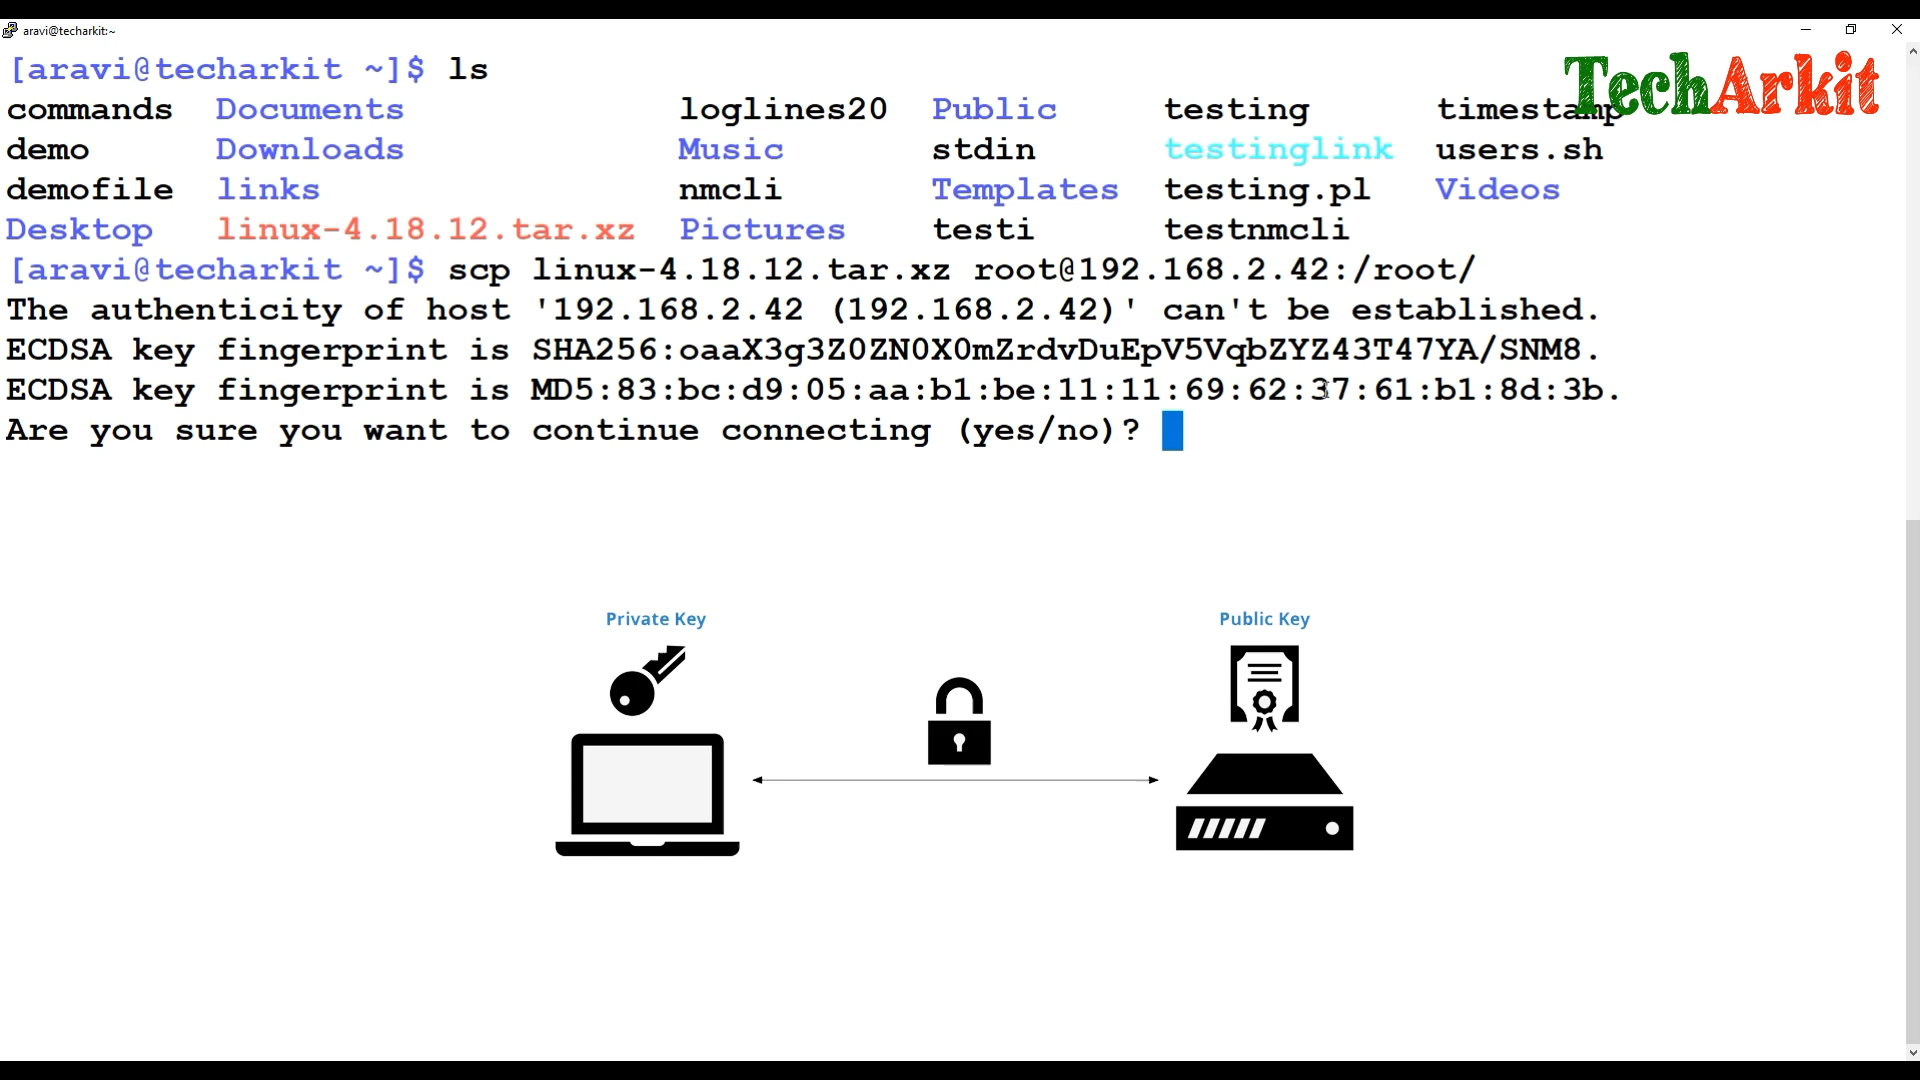 aravi@techarkit:~
TechArkit
[aravi@techarkit ~]$ ls
commands Documents loglines20 Public testing timestamp
demo Downloads Music stdin testinglink users.sh
demofile links nmcli Templates testing.pl Videos
Desktop linux-4.18.12.tar.xz Pictures testi testnmcli
[aravi@techarkit ~]$ scp linux-4.18.12.tar.xz root@192.168.2.42:/root/
The authenticity of host '192.168.2.42 (192.168.2.42)' can't be established.
ECDSA key fingerprint is SHA256:oaaX3g3Z0ZN0X0mZrdvDuEpV5VqbZYZ43T47YA/SNM8.
ECDSA key fingerprint is MD5:83:bc:d9:05:aa:b1:be:11:11:69:62:37:61:b1:8d:3b.
Are you sure you want to continue connecting (yes/no)?
Private Key Public Key